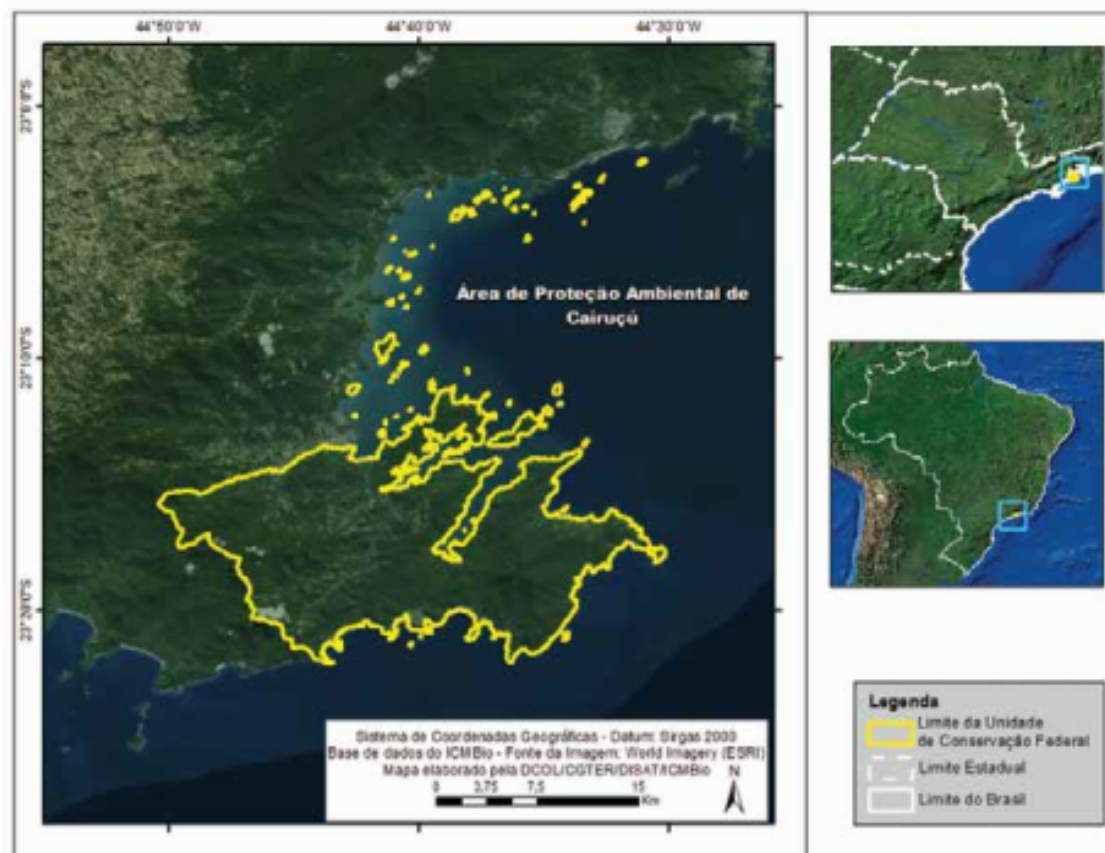 44°50'0"W 44°40'0"W 44°30'0"W
23°10'0"S
23°20'0"S
Área de Proteção Ambiental de
Cairuçú
Sistema de Coordenadas Geográficas - Datum: Sirgas 2000
Base de dados do ICMBio - Fonte da Imagem: World Imagery (ESRI)
Mapa elaborado pela DCOL/CGTER/DISAT/ICMBio
N
0 3,75 7,5 15
Km
Legenda
Limite da Unidade
de Conservação Federal
Limite Estadual
Limite do Brasil